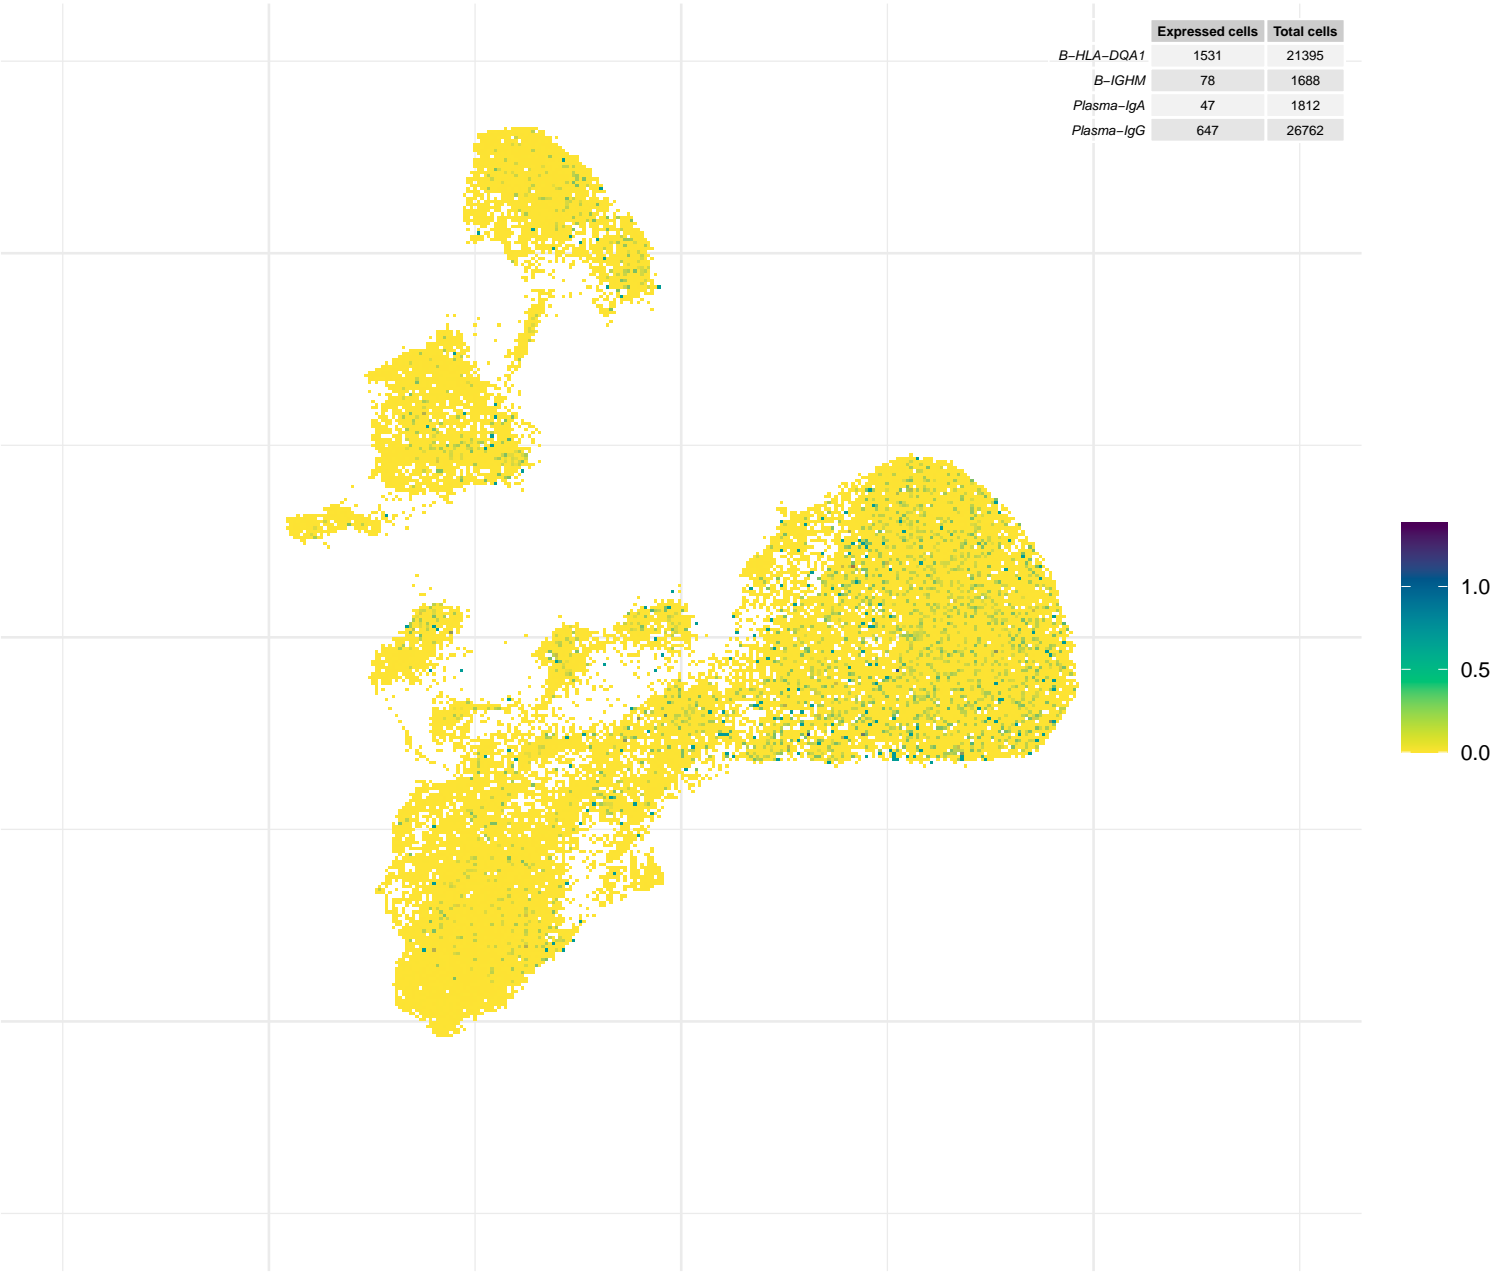 Expressed cells Total cells
B−HLA−DQA1 1531 21395
B−IGHM 78 1688
Plasma−IgA 47 1812
Plasma−IgG 647 26762
1.0
0.5
0.0